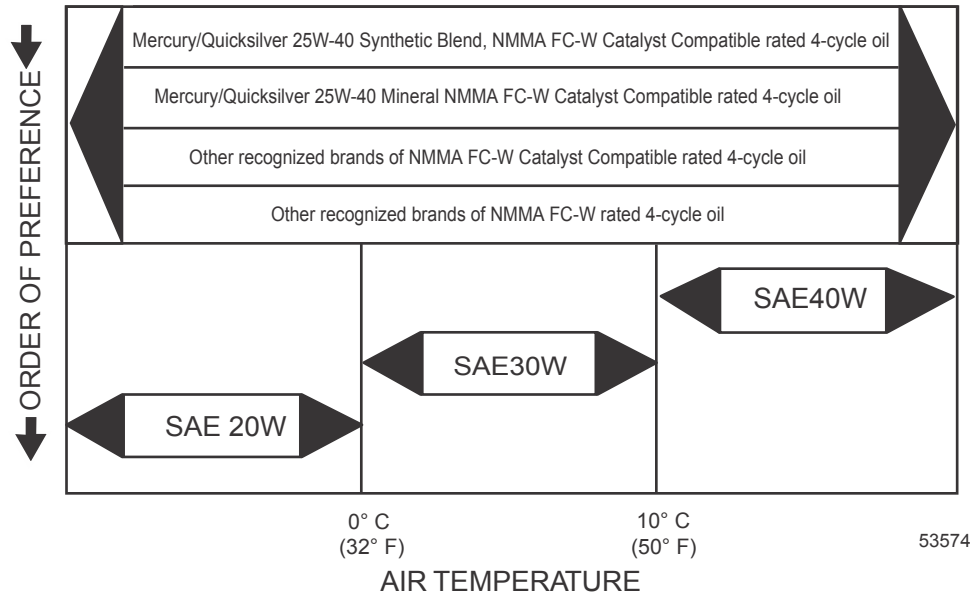 ORDER OF PREFERENCE
Mercury/Quicksilver 25W-40 Synthetic Blend, NMMA FC-W Catalyst Compatible rated 4-cycle oil
Mercury/Quicksilver 25W-40 Mineral NMMA FC-W Catalyst Compatible rated 4-cycle oil
Other recognized brands of NMMA FC-W Catalyst Compatible rated 4-cycle oil
Other recognized brands of NMMA FC-W rated 4-cycle oil
SAE40W
SAE30W
SAE 20W
0° C
(32° F)
10° C
(50° F)
53574
AIR TEMPERATURE